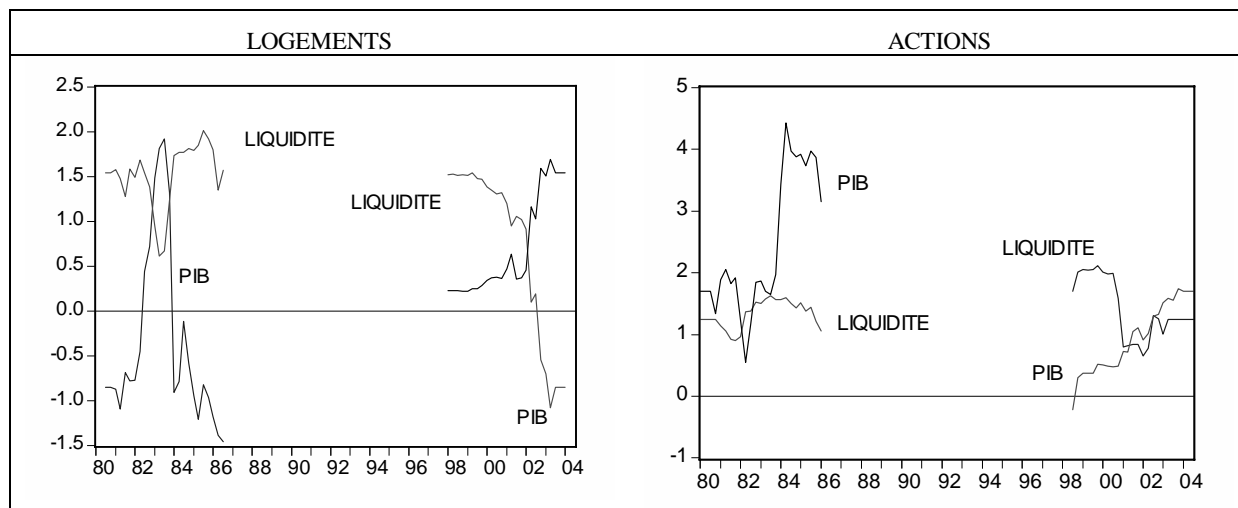 LOGEMENTS
ACTIONS
2.5
2.0
1.5
1.0
0.5
0.0
-0.5
-1.0
-1.5
LIQUIDITE
LIQUIDITE
PIB
PIB
80 82 84 86 88 90 92 94 96 98 00 02 04
5
4
3
2
1
0
-1
PIB
LIQUIDITE
LIQUIDITE
PIB
80 82 84 86 88 90 92 94 96 98 00 02 04